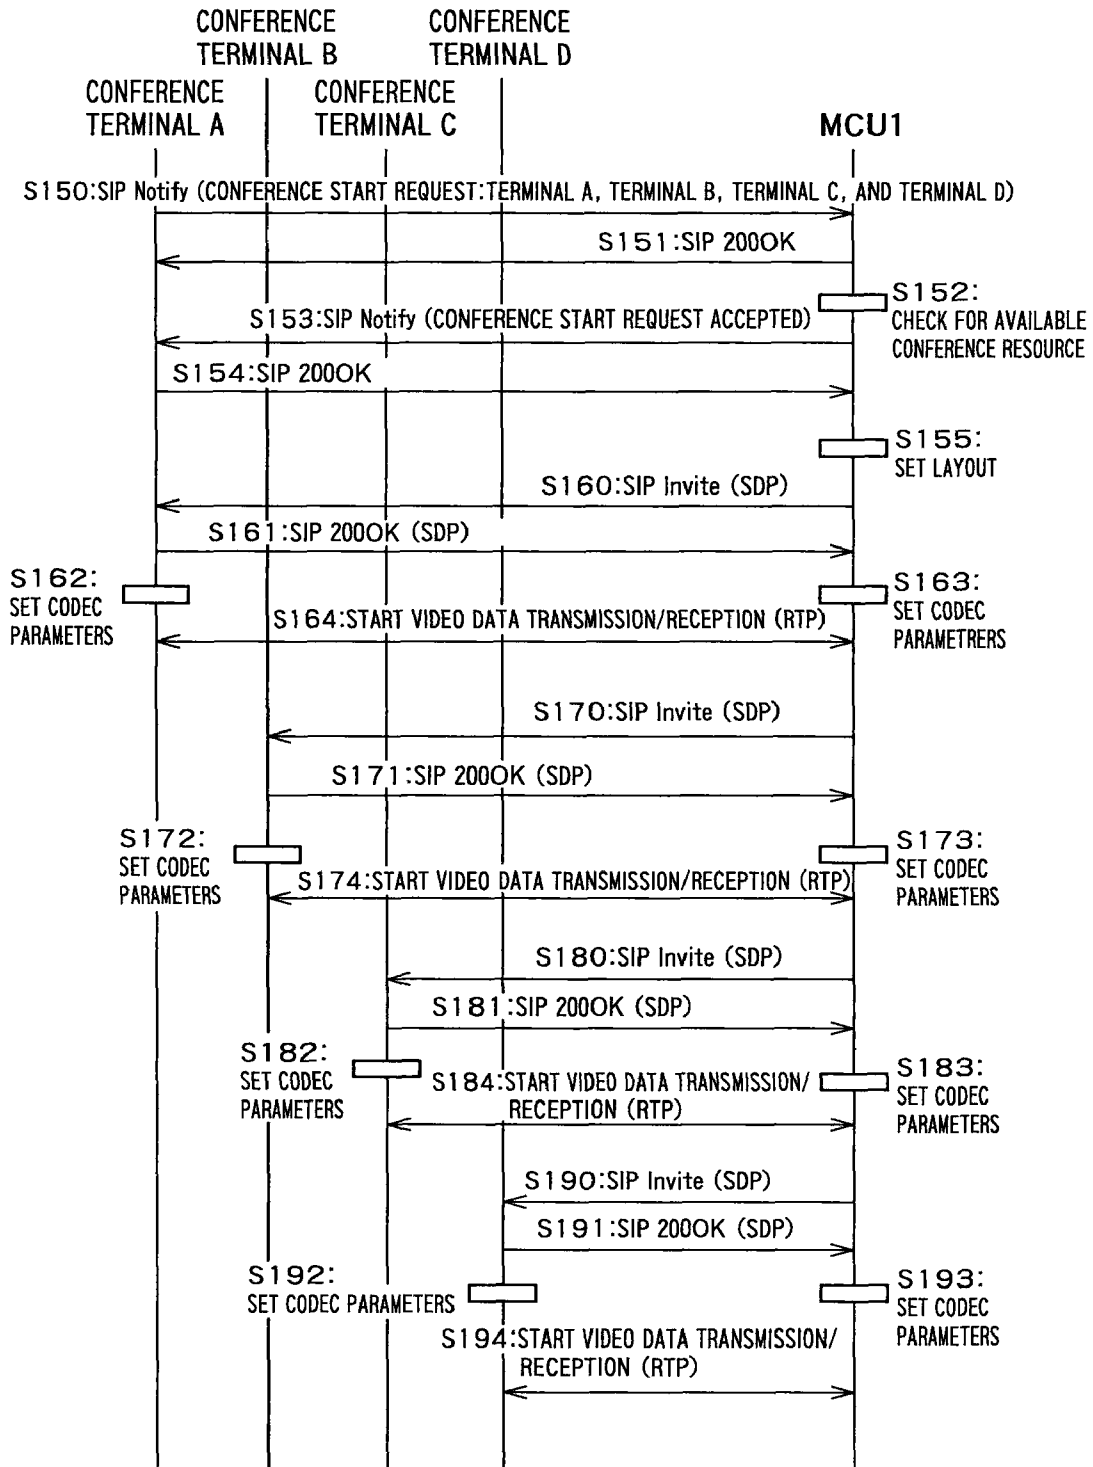 CONFERENCE
TERMINAL B
CONFERENCE
TERMINAL D
CONFERENCE
TERMINAL A
CONFERENCE
TERMINAL C
MCU1
S150:SIP Notify (CONFERENCE START REQUEST:TERMINAL A, TERMINAL B, TERMINAL C, AND TERMINAL D)
S151:SIP 200OK
S152:
CHECK FOR AVAILABLE
CONFERENCE RESOURCE
S153:SIP Notify (CONFERENCE START REQUEST ACCEPTED)
S154:SIP 200OK
S155:
SET LAYOUT
S160:SIP Invite (SDP)
S161:SIP 200OK (SDP)
S162:
SET CODEC
PARAMETERS
S163:
SET CODEC
PARAMETRERS
S164:START VIDEO DATA TRANSMISSION/RECEPTION (RTP)
S170:SIP Invite (SDP)
S171:SIP 200OK (SDP)
S172:
SET CODEC
PARAMETERS
S173:
SET CODEC
PARAMETERS
S174:START VIDEO DATA TRANSMISSION/RECEPTION (RTP)
S180:SIP Invite (SDP)
S181:SIP 200OK (SDP)
S182:
SET CODEC
PARAMETERS
S183:
SET CODEC
PARAMETERS
S184:START VIDEO DATA TRANSMISSION/
RECEPTION (RTP)
S190:SIP Invite (SDP)
S191:SIP 200OK (SDP)
S192:
SET CODEC PARAMETERS
S193:
SET CODEC
PARAMETERS
S194:START VIDEO DATA TRANSMISSION/
RECEPTION (RTP)